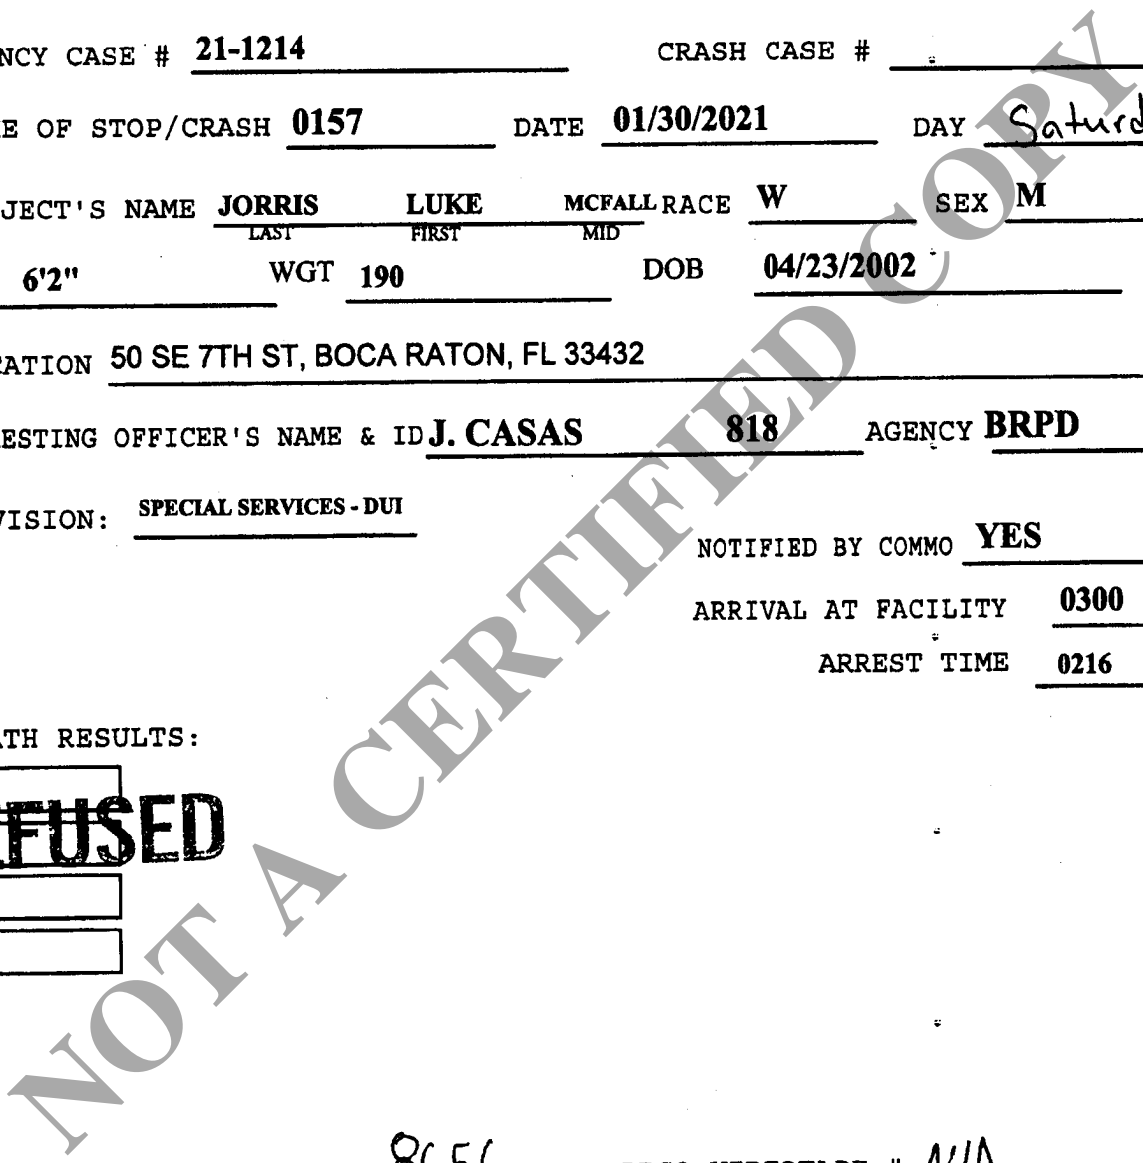 NCY CASE # 21-1214 CRASH CASE #
E OF STOP/CRASH 0157 DATE 01/30/2021 DAY Saturd
JECT'S NAME JORRIS LUKE MCFALL RACE W SEX M
LAST FIRST MID
6'2" WGT 190 DOB 04/23/2002
ATION 50 SE 7TH ST, BOCA RATON, FL 33432
ESTING OFFICER'S NAME & ID J. CASAS 818 AGENCY BRPD
VISION: SPECIAL SERVICES - DUI
NOTIFIED BY COMMO YES
ARRIVAL AT FACILITY 0300
ARREST TIME 0216
ATH RESULTS:
EFUSED
NOT A CERTIFIED COPY